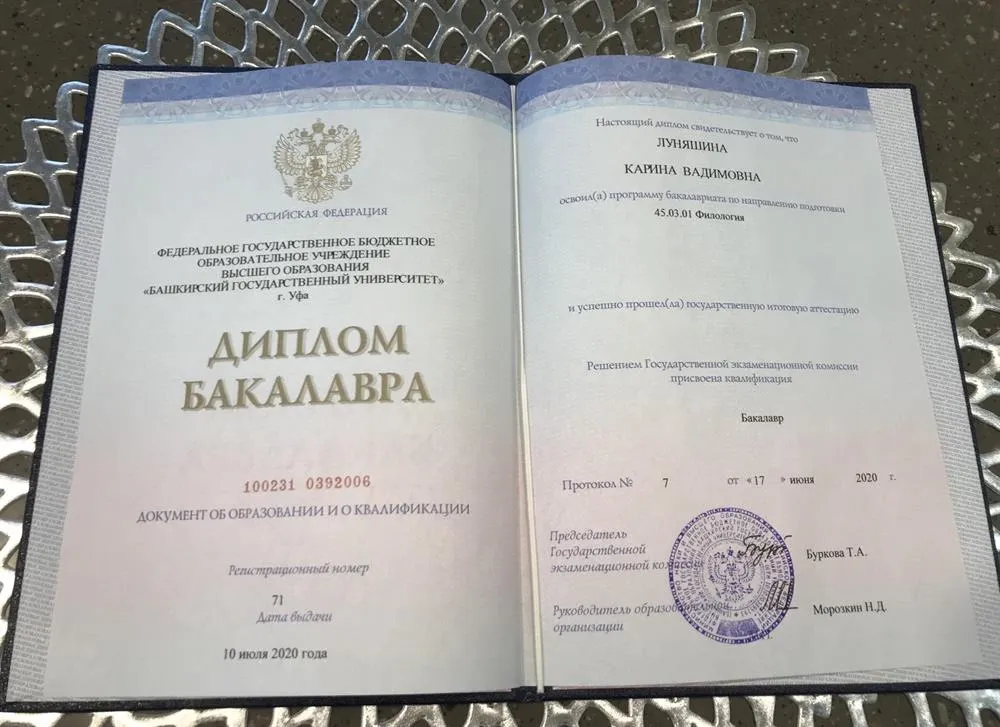 РОССИЙСКАЯ ФЕДЕРАЦИЯ
ФЕДЕРАЛЬНОЕ ГОСУДАРСТВЕННОЕ БЮДЖЕТНОЕ
ОБРАЗОВАТЕЛЬНОЕ УЧРЕЖДЕНИЕ
ВЫСШЕГО ОБРАЗОВАНИЯ
«БАШКИРСКИЙ ГОСУДАРСТВЕННЫЙ УНИВЕРСИТЕТ»
г. Уфа
ДИПЛОМ
БАКАЛАВРА
100231 0392006
ДОКУМЕНТ ОБ ОБРАЗОВАНИИ И О КВАЛИФИКАЦИИ
Регистрационный номер
71
Дата выдачи
10 июля 2020 года
Настоящий диплом свидетельствует о том, что
ЛУНЯШИНА
КАРИНА ВАДИМОВНА
освоил(а) программу бакалавриата по направлению подготовки
45.03.01 Филология
и успешно прошел(ла) государственную итоговую аттестацию
Решением Государственной экзаменационной комиссии
присвоена квалификация
Бакалавр
Протокол № 7 от «17 » июня 2020 г.
Председатель
Государственной
экзаменационной комиссии Буркова Т.А.
Руководитель образовательной
организации Морозкин Н.Д.